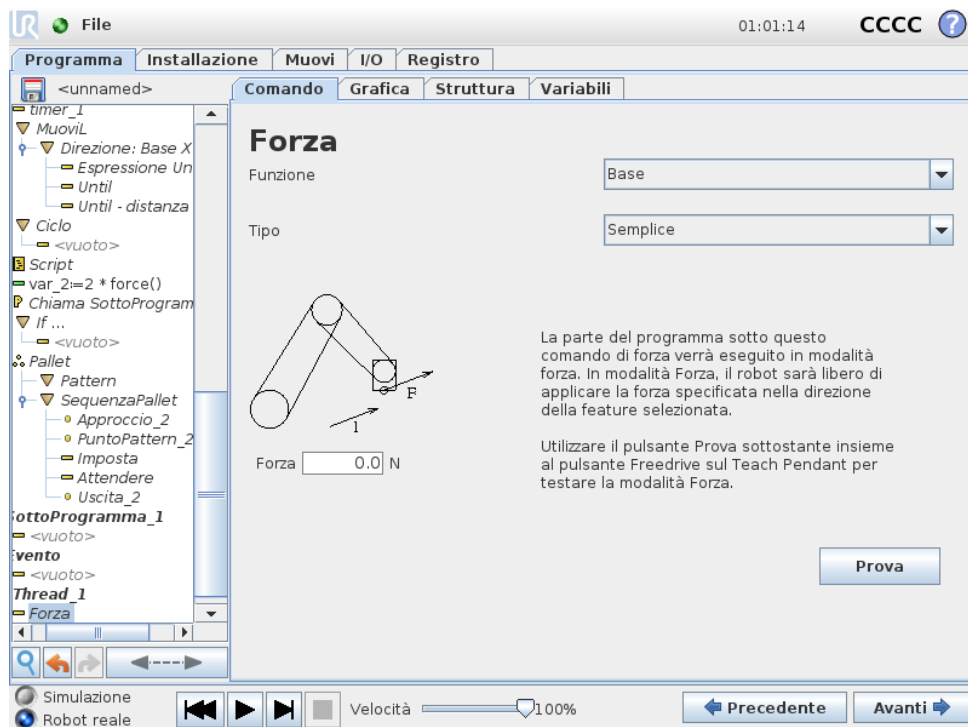 UR File 01:01:14 CCCC ?
Programma Installazione Muovi I/O Registro
<unnamed>
Comando Grafica Struttura Variabili
timer_1
MuoviL
Direzione: Base X
Espressione Un
Until
Until - distanza
Ciclo
<vuoto>
Script
var_2:=2 * force()
Chiama SottoProgram
If ...
<vuoto>
Pallet
Pattern
SequenzaPallet
Approccio_2
PuntoPattern_2
Imposta
Attendere
Uscita_2
SottoProgramma_1
<vuoto>
Evento
<vuoto>
Thread_1
Forza
Forza
Funzione
Base
Tipo
Semplice
F
1
Forza 0.0 N
La parte del programma sotto questo
comando di forza verrà eseguito in modalità
forza. In modalità Forza, il robot sarà libero di
applicare la forza specificata nella direzione
della feature selezionata.
Utilizzare il pulsante Prova sottostante insieme
al pulsante Freedrive sul Teach Pendant per
testare la modalità Forza.
Prova
Simulazione
Robot reale
Velocità 100%
Precedente Avanti